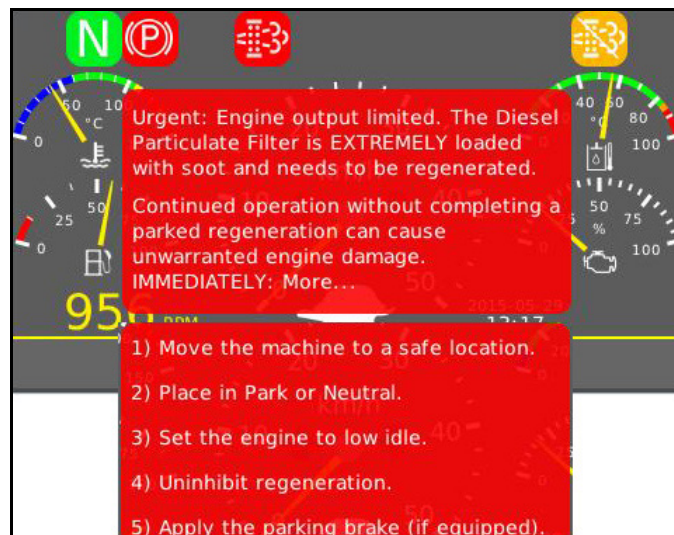 N
P
50 100
°C
0
40 60
°C 80
100
Urgent: Engine output limited. The Diesel
Particulate Filter is EXTREMELY loaded
with soot and needs to be regenerated.
Continued operation without completing a
parked regeneration can cause
unwarranted engine damage.
IMMEDIATELY: More...
25 50
0
50 75
%
100
956 RPM
2015-05-29
13:17
1) Move the machine to a safe location.
2) Place in Park or Neutral.
3) Set the engine to low idle.
4) Uninhibit regeneration.
5) Apply the parking brake (if equipped).